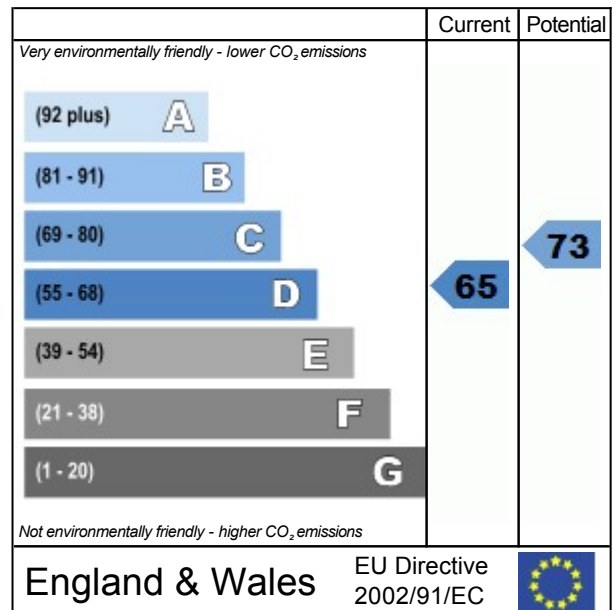 Current Potential
Very environmentally friendly - lower CO₂ emissions
(92 plus) A
(81 - 91) B
(69 - 80) C
73
(55 - 68) D
65
(39 - 54) E
(21 - 38) F
(1 - 20) G
Not environmentally friendly - higher CO₂ emissions
England & Wales
EU Directive
2002/91/EC